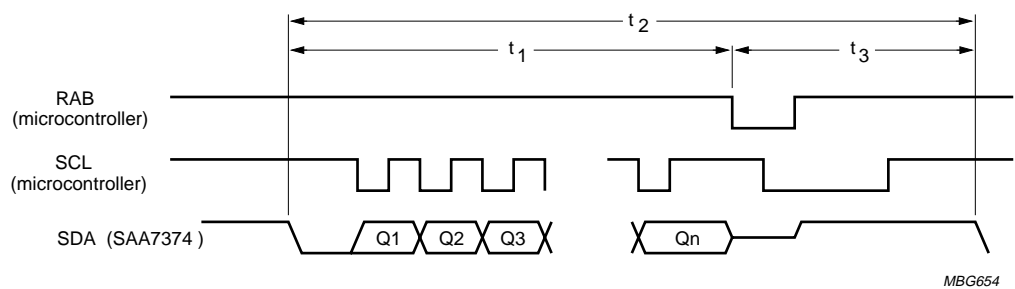 t2
t1
t3
RAB
(microcontroller)
SCL
(microcontroller)
SDA (SAA7374 )
Q1 Q2 Q3 Qn
MBG654